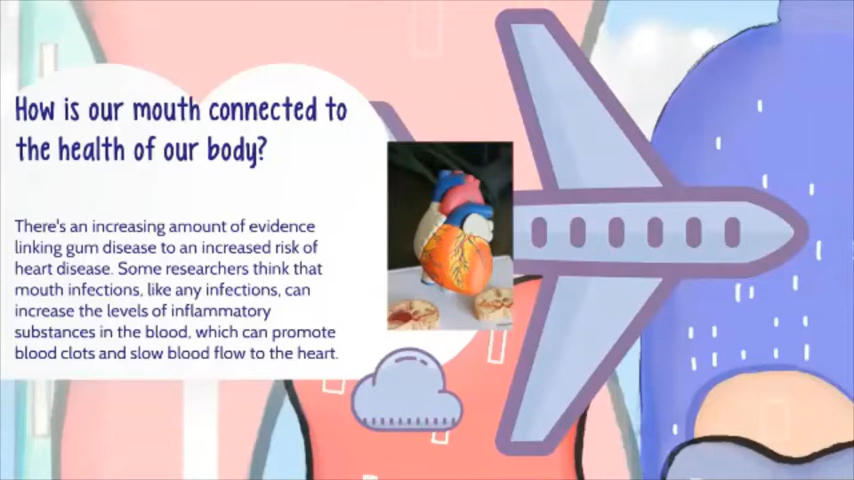 How is our mouth connected to
the health of our body?
There's an increasing amount of evidence
linking gum disease to an increased risk of
heart disease. Some researchers think that
mouth infections, like any infections, can
increase the levels of inflammatory
substances in the blood, which can promote
blood clots and slow blood flow to the heart.